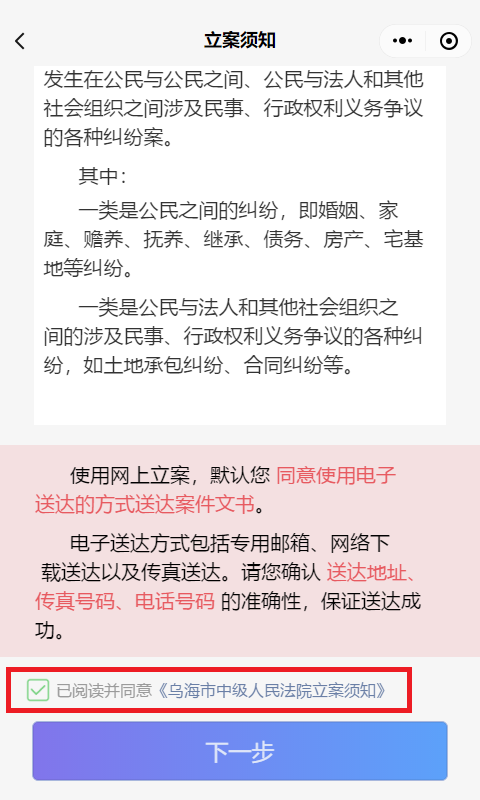 立案须知
发生在公民与公民之间、公民与法人和其他
社会组织之间涉及民事、行政权利义务争议
的各种纠纷案。
其中：
一类是公民之间的纠纷，即婚姻、家
庭、赡养、抚养、继承、债务、房产、宅基
地等纠纷。
一类是公民与法人和其他社会组织之
间的涉及民事、行政权利义务争议的各种纠
纷，如土地承包纠纷、合同纠纷等。
使用网上立案，默认您 同意使用电子
送达的方式送达案件文书。
电子送达方式包括专用邮箱、网络下
载送达以及传真送达。请您确认 送达地址、
传真号码、电话号码 的准确性，保证送达成
功。
已阅读并同意《乌海市中级人民法院立案须知》
下一步